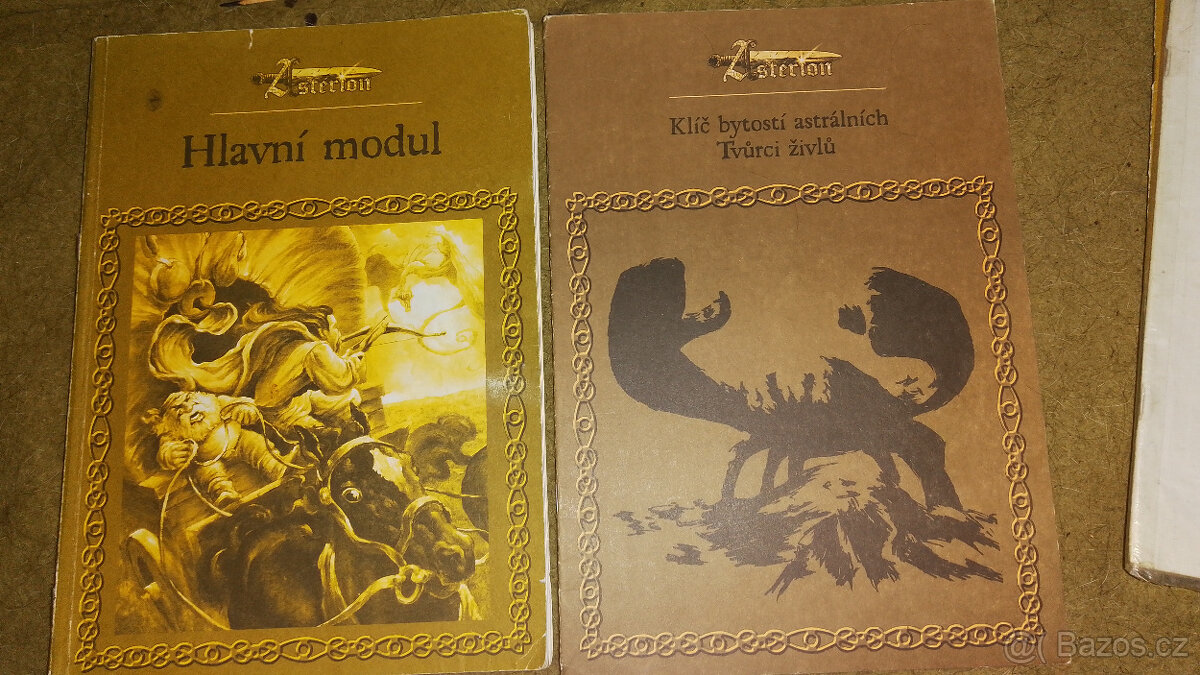 Asterion
Hlavní modul
Asterion
Klíč bytostí astrálních
Tvůrci živlů
@( Bazos.cz